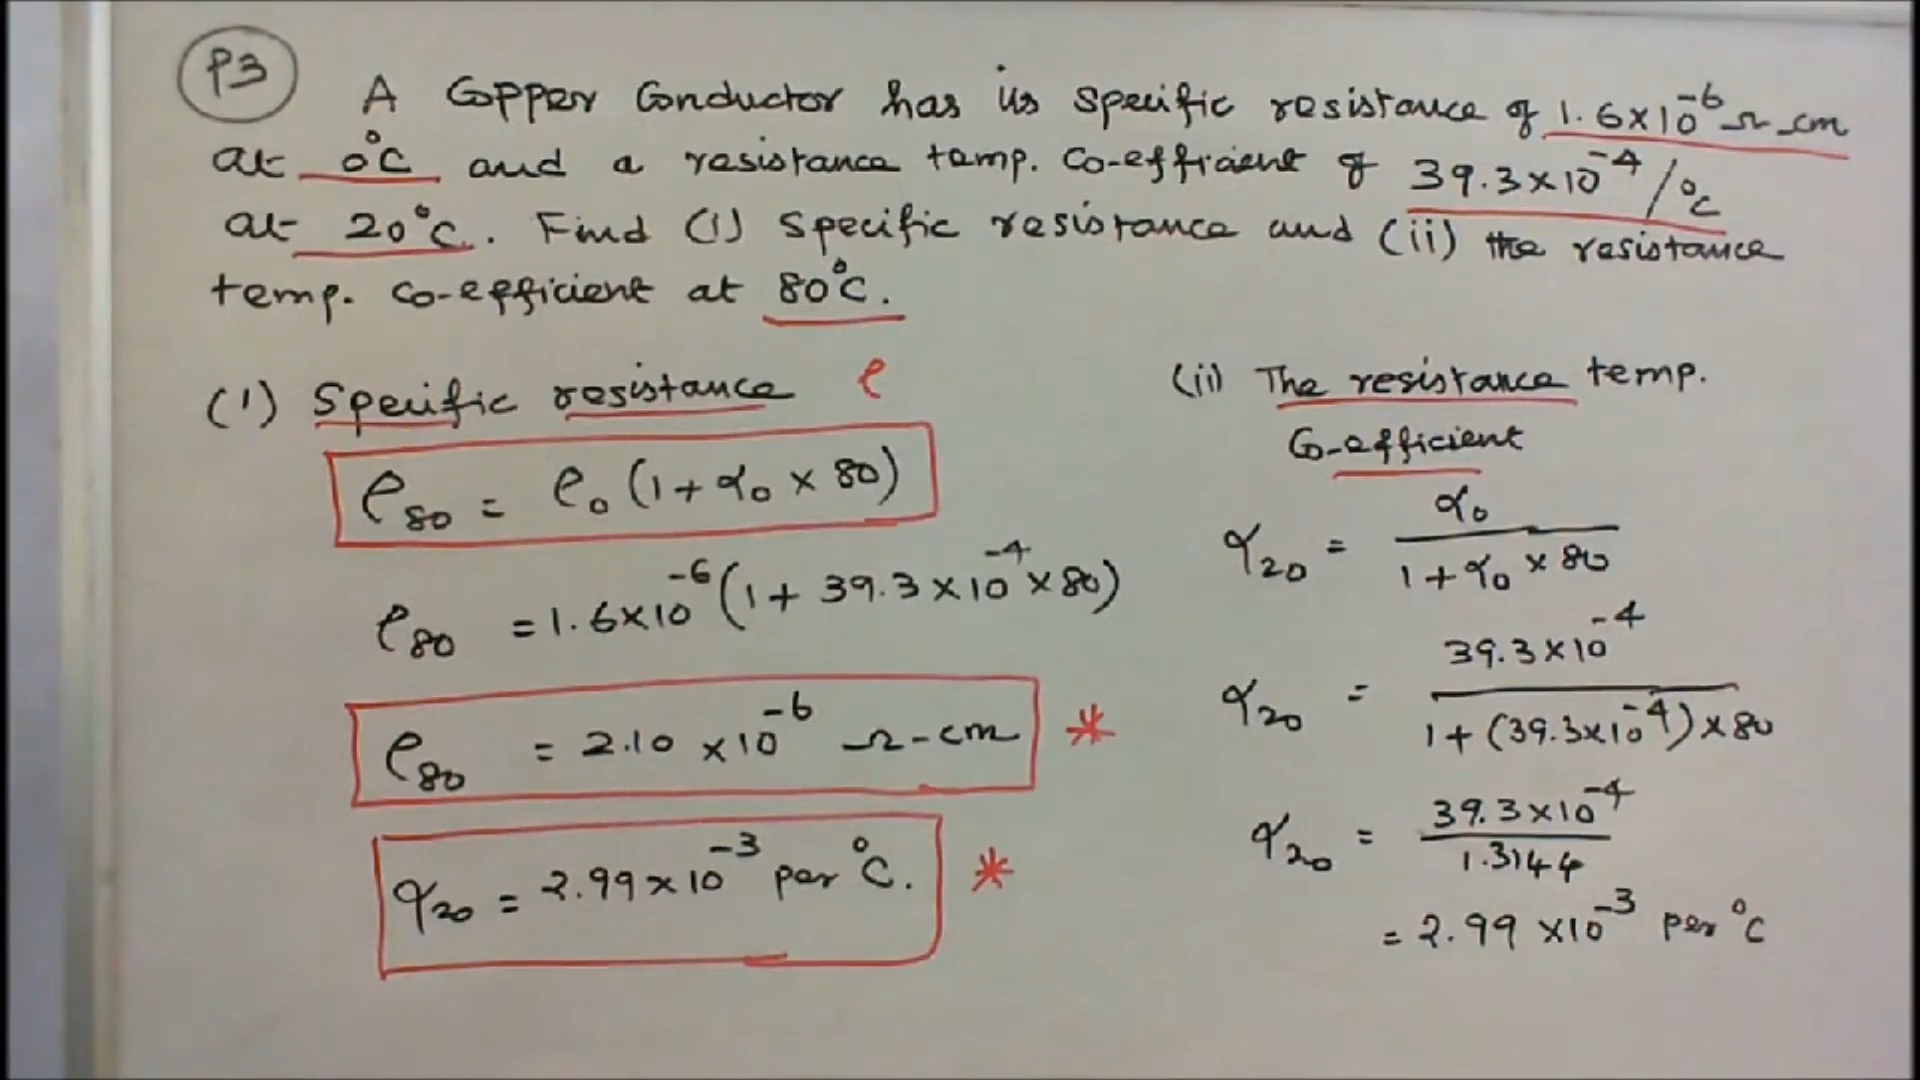 P3
A Copper Conductor has its specific resistance of 1.6×10⁻⁶ Ω-cm
at 0°C and a resistance temp. co-efficient of 39.3×10⁻⁴/°C
at 20°C. Find (i) specific resistance and (ii) the resistance
temp. co-efficient at 80°C.
(i) Specific resistance ρ
ρ₈₀ = ρ₀ (1 + α₀ × 80)
ρ₈₀ = 1.6×10⁻⁶ (1 + 39.3×10⁻⁴ × 80)
ρ₈₀ = 2.10 × 10⁻⁶ Ω-cm *
α₂₀ = 2.99×10⁻³ per °C. *
(ii) The resistance temp.
Co-efficient
α₂₀ = α₀ / 1 + α₀ × 80
α₂₀ = 39.3×10⁻⁴ / 1 + (39.3×10⁻⁴) × 80
α₂₀ = 39.3×10⁻⁴ / 1.3144
= 2.99 ×10⁻³ per °C